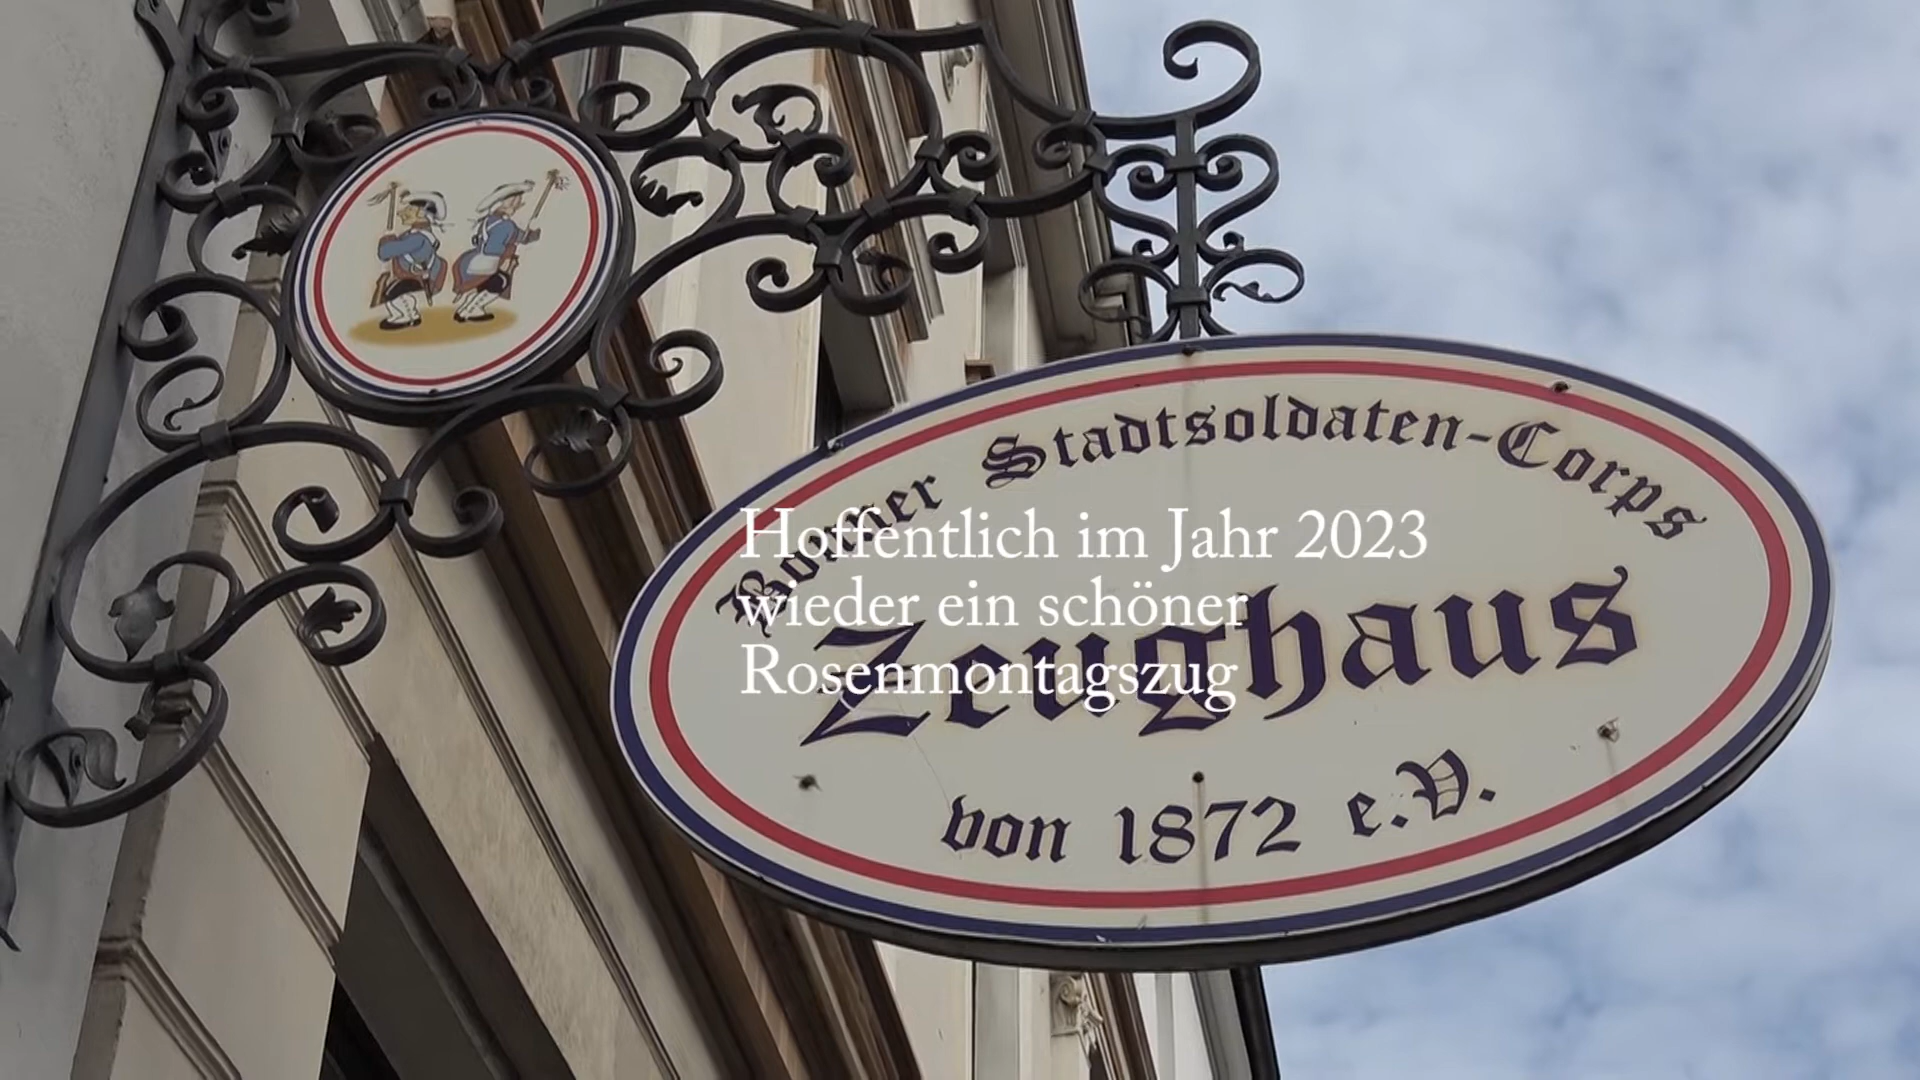 Bonner Stadtsoldaten-Corps
Zeughaus
von 1872 e.V.
Hoffentlich im Jahr 2023
wieder ein schöner
Rosenmontagszug